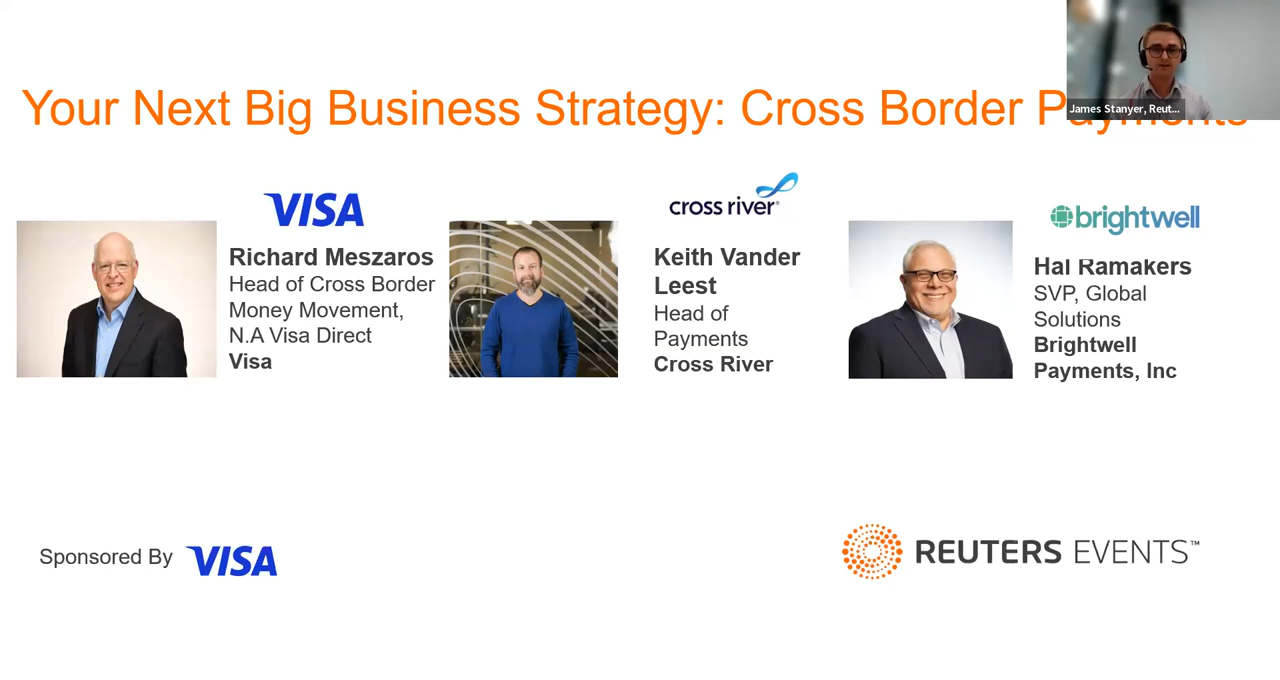 Your Next Big Business Strategy: Cross Border
James Stanyer, Reut...
VISA
Richard Meszaros
Head of Cross Border
Money Movement,
N.A Visa Direct
Visa
cross river
Keith Vander
Leest
Head of
Payments
Cross River
brightwell
Hal Ramakers
SVP, Global
Solutions
Brightwell
Payments, Inc
Sponsored By VISA
REUTERS EVENTS™